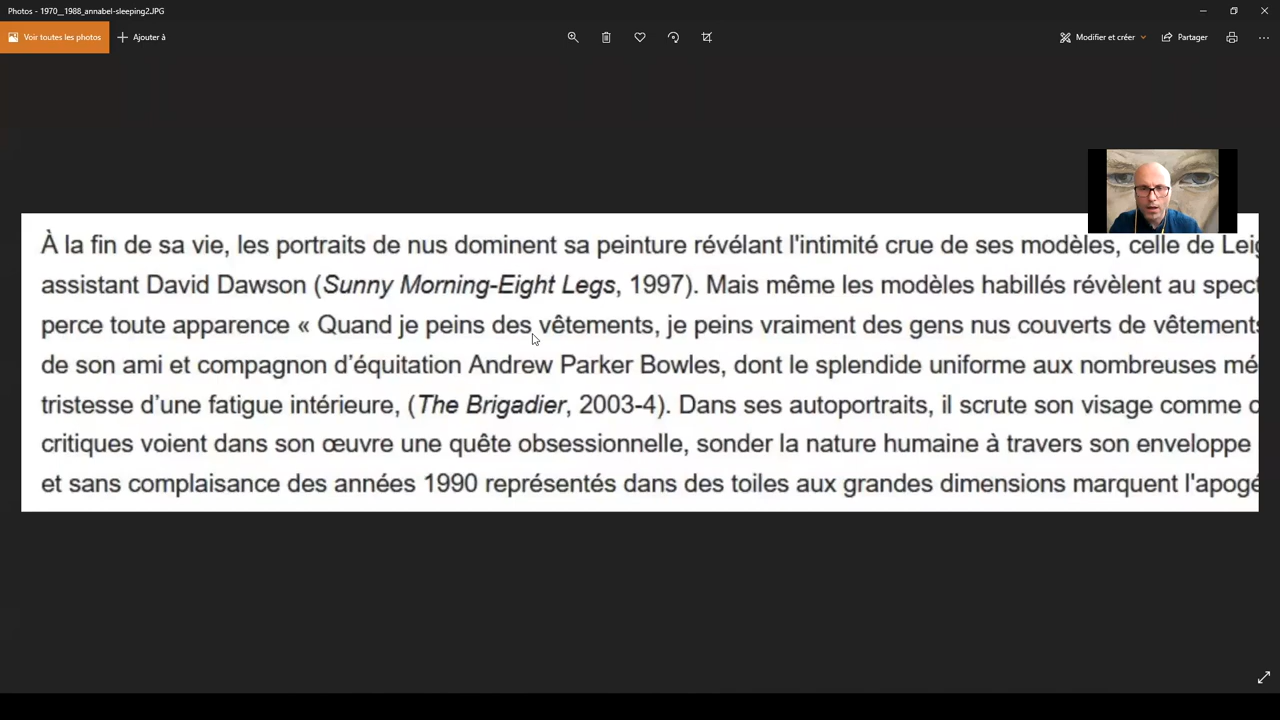 Photos - 1970__1988_annabel-sleeping2.JPG
Voir toutes les photos
Ajouter à
Modifier et créer
Partager
À la fin de sa vie, les portraits de nus dominent sa peinture révélant l'intimité crue de ses modèles, celle de
assistant David Dawson (Sunny Morning-Eight Legs, 1997). Mais même les modèles habillés révèlent au
perce toute apparence « Quand je peins des vêtements, je peins vraiment des gens nus couverts de vêtements
de son ami et compagnon d’équitation Andrew Parker Bowles, dont le splendide uniforme aux nombreuses
tristesse d’une fatigue intérieure, (The Brigadier, 2003-4). Dans ses autoportraits, il scrute son visage comme
critiques voient dans son œuvre une quête obsessionnelle, sonder la nature humaine à travers son enveloppe
et sans complaisance des années 1990 représentés dans des toiles aux grandes dimensions marquent